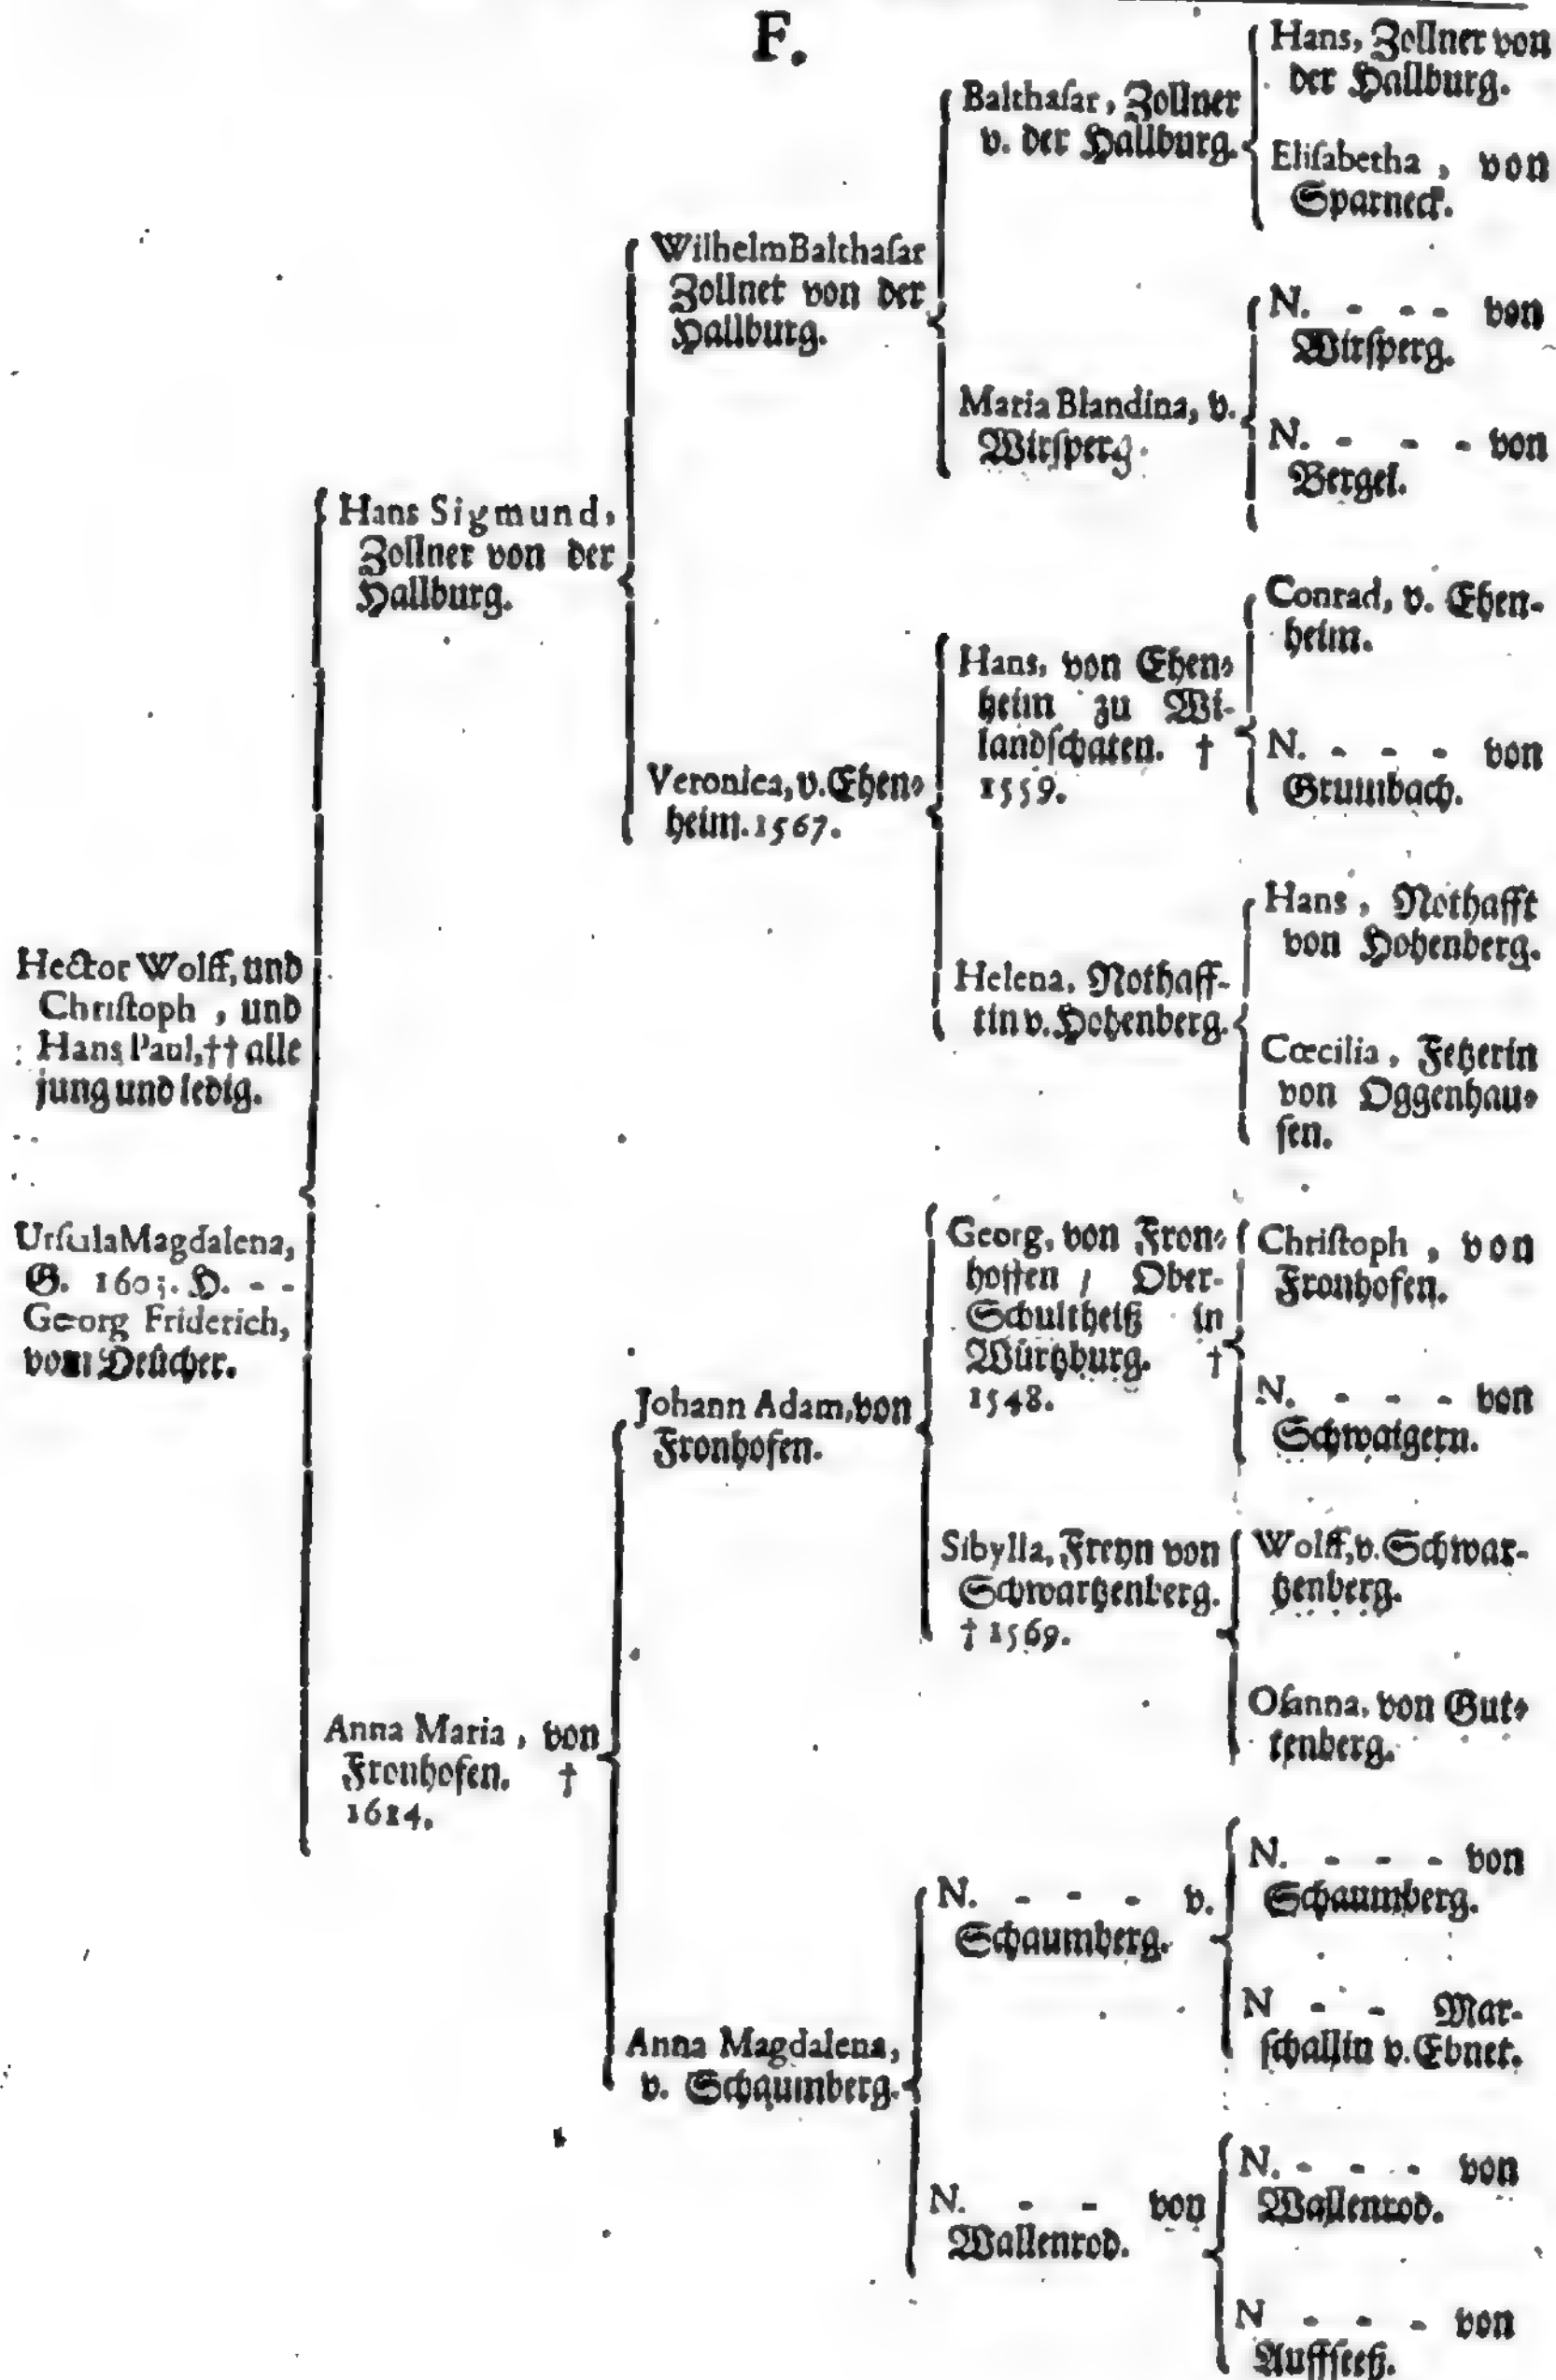 F.
Hector Wolff, und
Christoph, und
Hans Paul, †† alle
jung und ledig.
Ursula Magdalena,
G. 1603. H. - -
Georg Friderich,
vom
Hans Sigmund,
Zollner von der
Hallburg.
Anna Maria, von
Fronhofen. †
1614.
Wilhelm Balthasar
Zollner von der
Hallburg.
Veronica, v. Ehen-
heim. 1567.
Johann Adam, von
Fronhofen.
Anna Magdalena,
v. Schaumberg.
Balthasar, Zollner
v. der Hallburg.
Maria Blandina, v.
Wirsperg.
Hans, von Ehen-
heim zu Wi-
landschaten. †
1559.
Helena, Nothaff-
tin v. Hohenberg.
Georg, von Fron-
hoffen / Ober-
Schultheiß in
Würtzburg. †
1548.
Sibylla, Freyn von
Schwartzenberg.
† 1569.
N. - - - v.
Schaumberg.
N. - - von
Wallenrod.
Hans, Zollner von
der Hallburg.
Elisabetha, von
Sparneck.
N. - - - von
Wirsperg.
N. - - - von
Bergel.
Conrad, v. Ehen-
heim.
N. - - - von
Grumbach.
Hans, Nothafft
von Hohenberg.
Cœcilia, Fetzerin
von Oggenhau-
sen.
Christoph, von
Fronhofen.
N. - - - von
Schwaigern.
Wolff, v. Schwar-
tzenberg.
Osanna, von Gut-
tenberg.
N. - - - von
Schaumberg.
N - - Mar-
schallin v. Ebnet.
N. - - - von
Wallenrod.
N - - - von
Auffseeß.